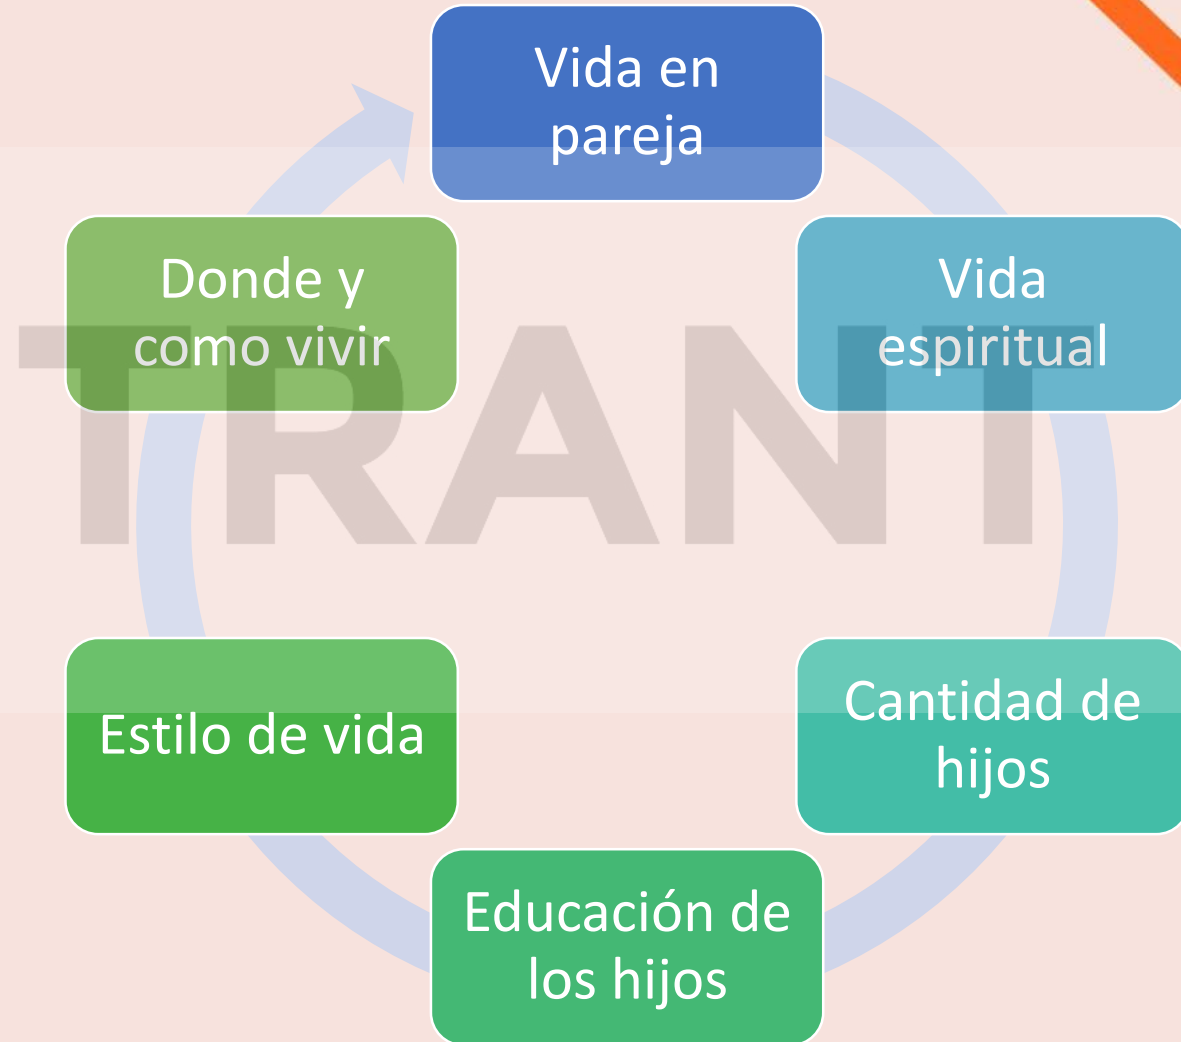 Vida en
pareja
Vida
espiritual
Cantidad de
hijos
Educación de
los hijos
Estilo de vida
Donde y
como vivir
TRANT